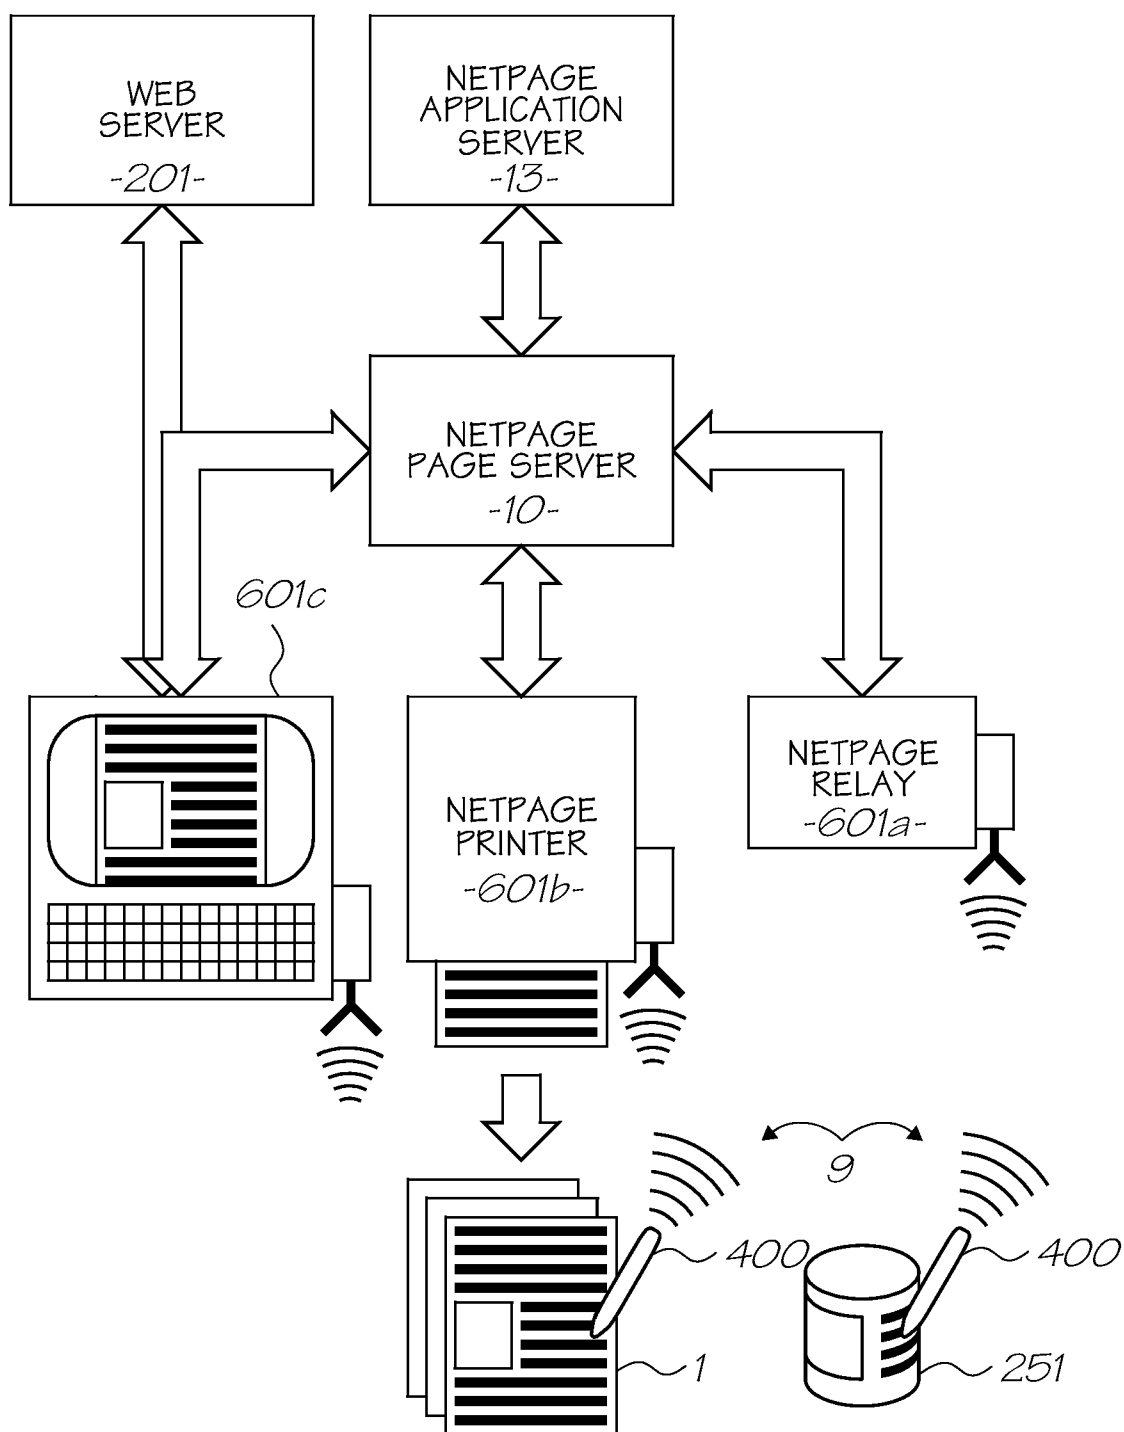 WEB
SERVER
-201-
NETPAGE
APPLICATION
SERVER
-13-
NETPAGE
PAGE SERVER
-10-
601c
NETPAGE
PRINTER
-601b-
NETPAGE
RELAY
-601a-
9
400
400
1
251